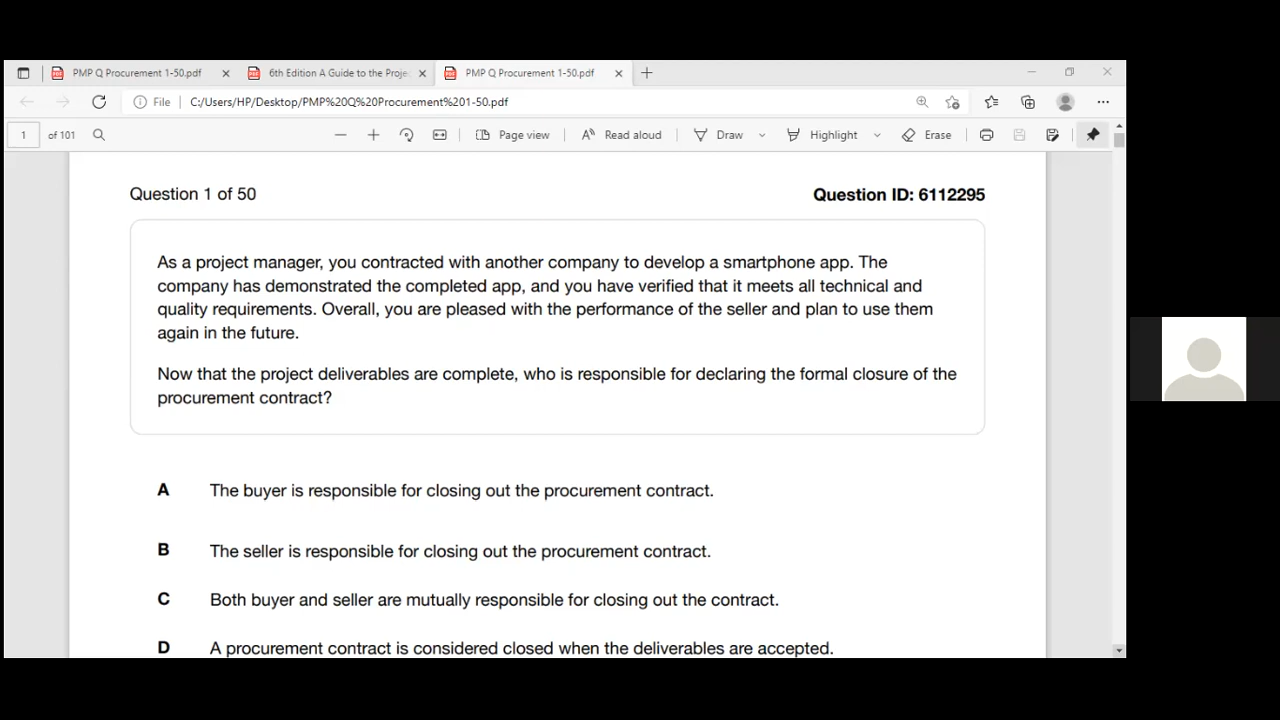 PMP Q Procurement 1-50.pdf
6th Edition A Guide to the Proje
PMP Q Procurement 1-50.pdf
File
C:/Users/HP/Desktop/PMP%20Q%20Procurement%201-50.pdf
1 of 101
Page view
Read aloud
Draw
Highlight
Erase
Question 1 of 50
Question ID: 6112295
As a project manager, you contracted with another company to develop a smartphone app. The
company has demonstrated the completed app, and you have verified that it meets all technical and
quality requirements. Overall, you are pleased with the performance of the seller and plan to use them
again in the future.
Now that the project deliverables are complete, who is responsible for declaring the formal closure of the
procurement contract?
A The buyer is responsible for closing out the procurement contract.
B The seller is responsible for closing out the procurement contract.
C Both buyer and seller are mutually responsible for closing out the contract.
D A procurement contract is considered closed when the deliverables are accepted.